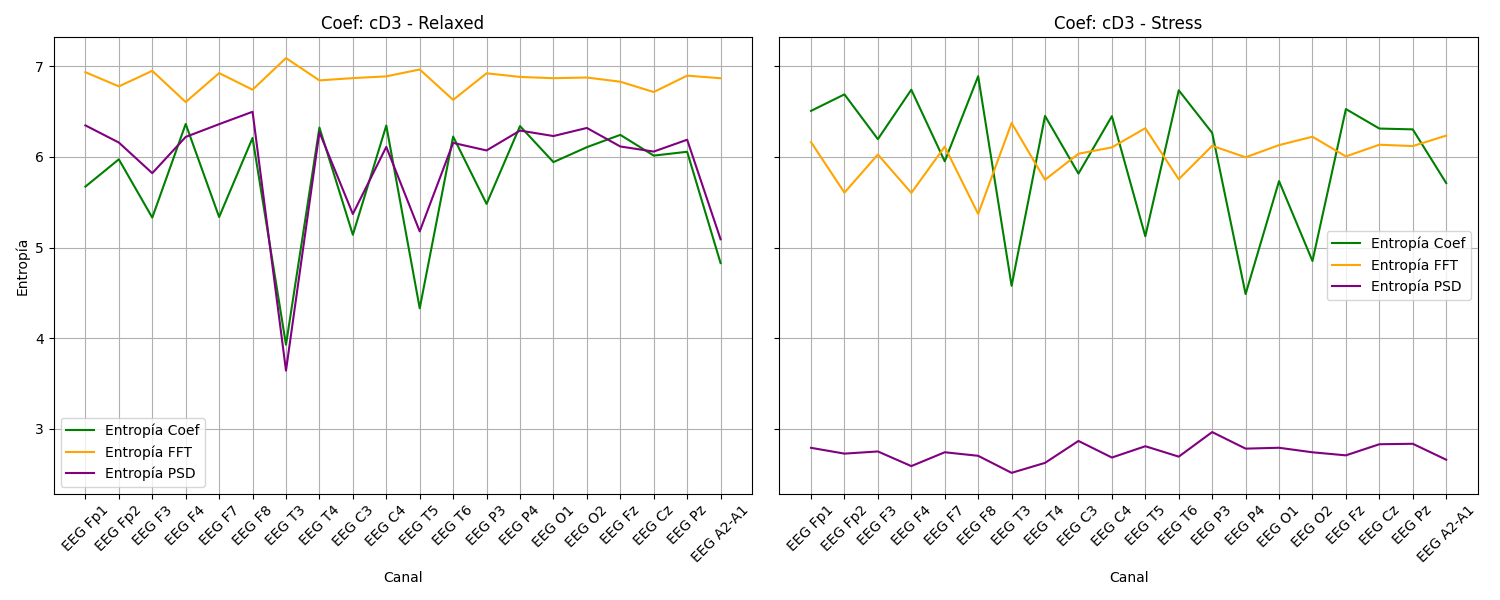 Coef: cD3 - Relaxed
Entropía
7
6
5
4
3
Entropía Coef
Entropía FFT
Entropía PSD
EEG Fp1
EEG Fp2
EEG F3
EEG F4
EEG F7
EEG F8
EEG T3
EEG T4
EEG C3
EEG C4
EEG T5
EEG T6
EEG P3
EEG P4
EEG O1
EEG O2
EEG Fz
EEG Cz
EEG Pz
EEG A2-A1
Canal
Coef: cD3 - Stress
Entropía Coef
Entropía FFT
Entropía PSD
EEG Fp1
EEG Fp2
EEG F3
EEG F4
EEG F7
EEG F8
EEG T3
EEG T4
EEG C3
EEG C4
EEG T5
EEG T6
EEG P3
EEG P4
EEG O1
EEG O2
EEG Fz
EEG Cz
EEG Pz
EEG A2-A1
Canal